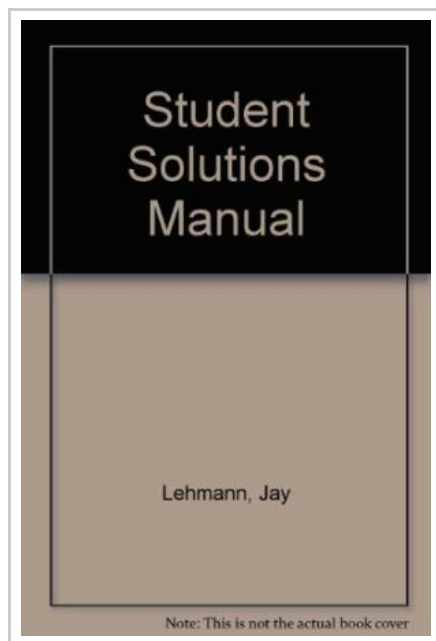 Student
Solutions
Manual
Lehmann, Jay
Note: This is not the actual book cover